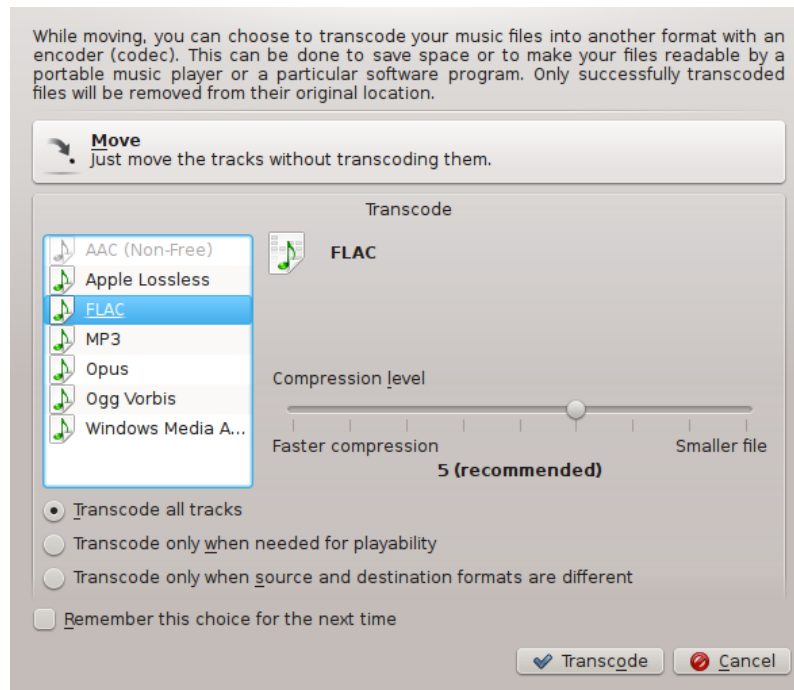 While moving, you can choose to transcode your music files into another format with an
encoder (codec). This can be done to save space or to make your files readable by a
portable music player or a particular software program. Only successfully transcoded
files will be removed from their original location.
Move
Just move the tracks without transcoding them.
Transcode
AAC (Non-Free)
Apple Lossless
FLAC
MP3
Opus
Ogg Vorbis
Windows Media A...
FLAC
Compression level
Faster compression
Smaller file
5 (recommended)
Transcode all tracks
Transcode only when needed for playability
Transcode only when source and destination formats are different
Remember this choice for the next time
Transcode
Cancel